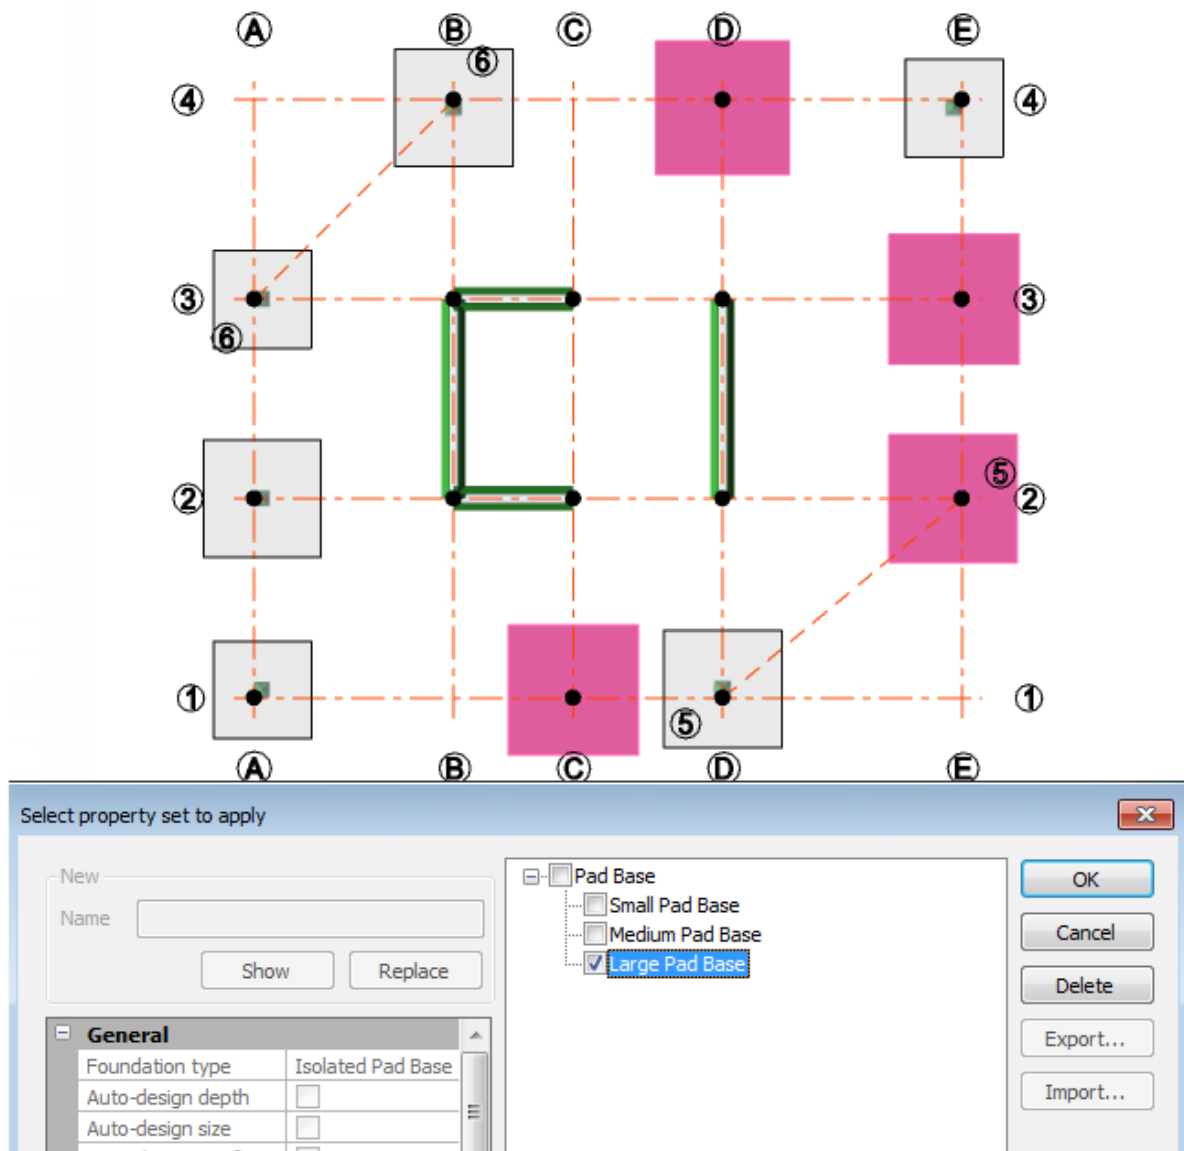 A B C D E
6
4 4
3 3
6
5
2 2
1 1
5
A B C D E
Select property set to apply
New
Name
Show Replace
Pad Base
Small Pad Base
Medium Pad Base
Large Pad Base
OK
Cancel
Delete
Export...
Import...
General
Foundation type Isolated Pad Base
Auto-design depth
Auto-design size